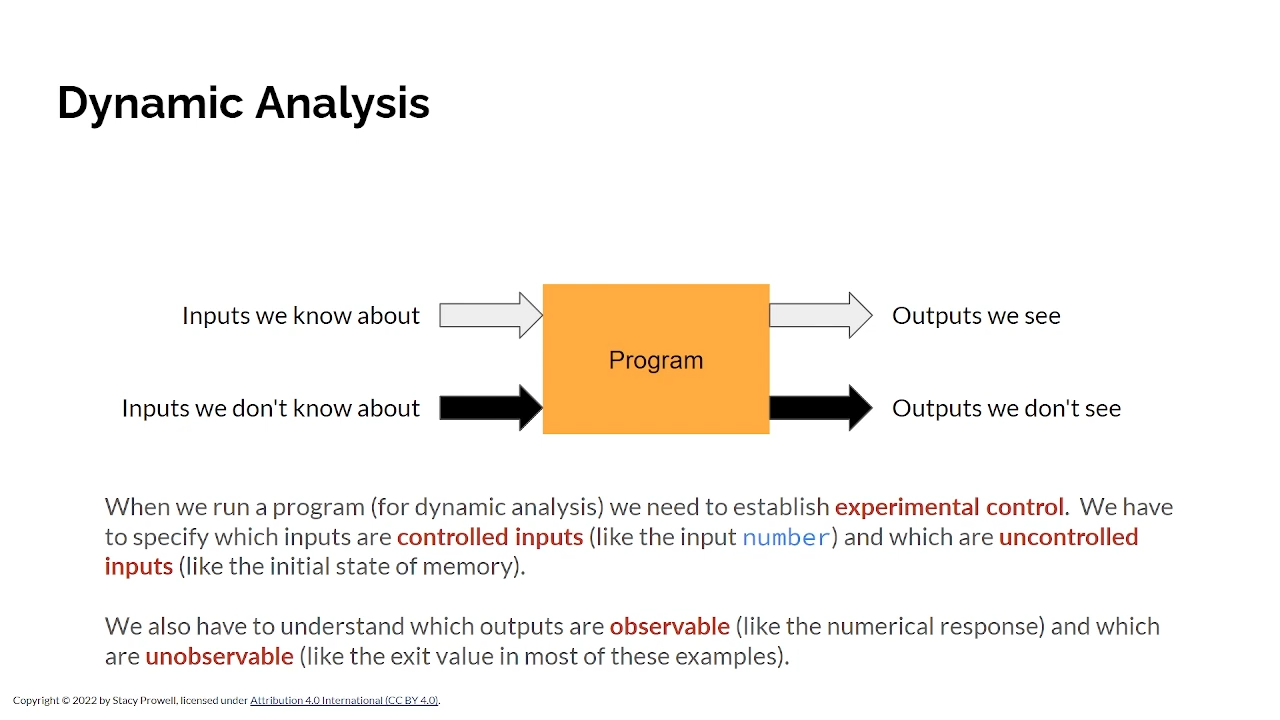 Dynamic Analysis
Inputs we know about
Outputs we see
Program
Inputs we don't know about
Outputs we don't see
When we run a program (for dynamic analysis) we need to establish experimental control.  We have
to specify which inputs are controlled inputs (like the input number) and which are uncontrolled
inputs (like the initial state of memory).
We also have to understand which outputs are observable (like the numerical response) and which
are unobservable (like the exit value in most of these examples).
Copyright © 2022 by Stacy Prowell, licensed under Attribution 4.0 International (CC BY 4.0).